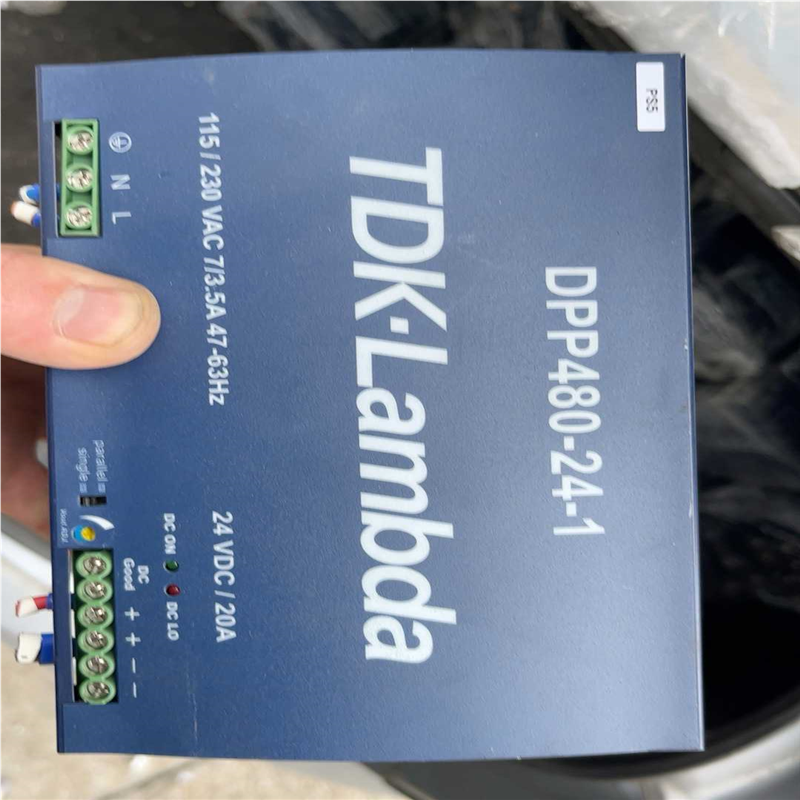 PS5
DPP480-24-1
TDK·Lambda
115 / 230 VAC 7/3.5A 47-63Hz
24 VDC / 20A
N
L
parallel =
single =
DC ON
DC LO
DC
Good
+
+
−
−